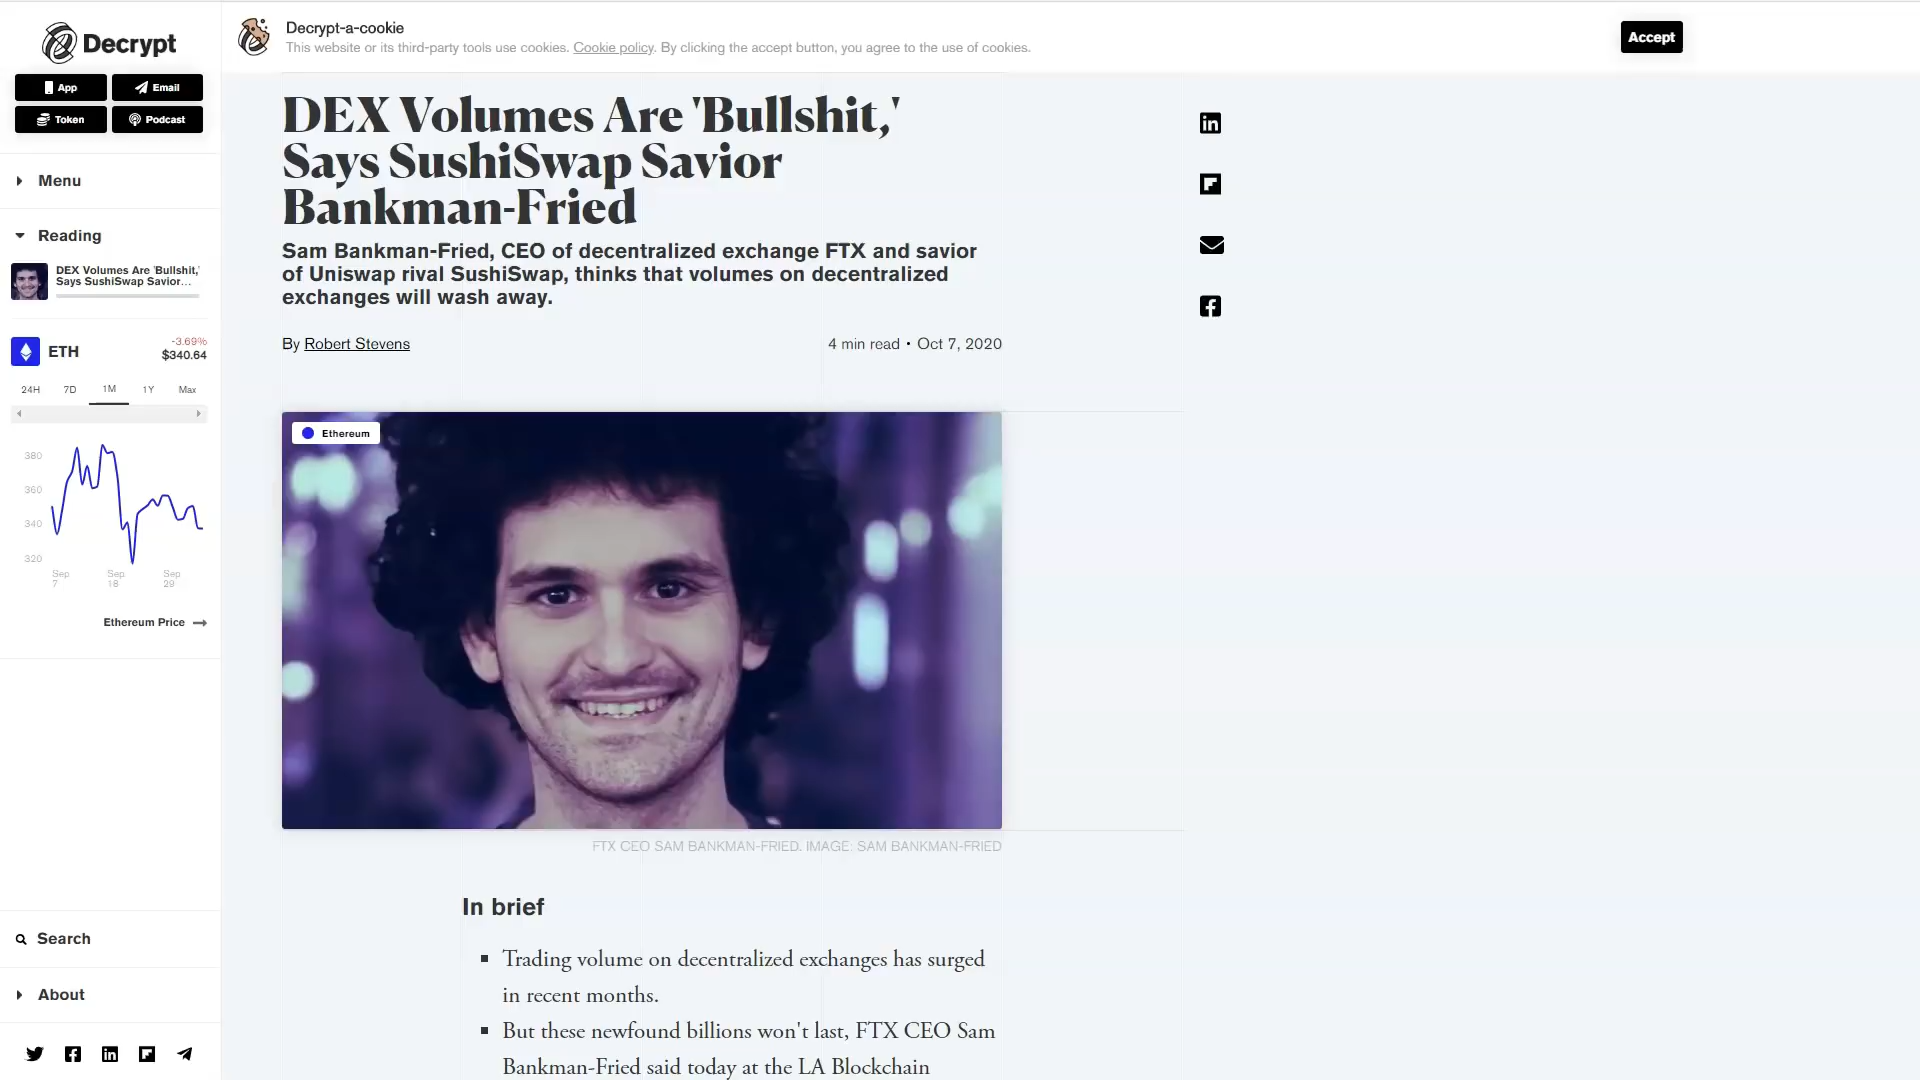 Decrypt
App
Email
Token
Podcast
Menu
Reading
DEX Volumes Are 'Bullshit,'
Says SushiSwap Savior...
ETH
-3.69%
$340.64
24H 7D 1M 1Y Max
380
360
340
320
Sep 7
Sep 18
Sep 29
Ethereum Price
Search
About
Decrypt-a-cookie
This website or its third-party tools use cookies. Cookie policy. By clicking the accept button, you agree to the use of cookies.
Accept
DEX Volumes Are 'Bullshit,'
Says SushiSwap Savior
Bankman-Fried
Sam Bankman-Fried, CEO of decentralized exchange FTX and savior
of Uniswap rival SushiSwap, thinks that volumes on decentralized
exchanges will wash away.
By Robert Stevens
4 min read • Oct 7, 2020
Ethereum
FTX CEO SAM BANKMAN-FRIED. IMAGE: SAM BANKMAN-FRIED
In brief
Trading volume on decentralized exchanges has surged
in recent months.
But these newfound billions won't last, FTX CEO Sam
Bankman-Fried said today at the LA Blockchain